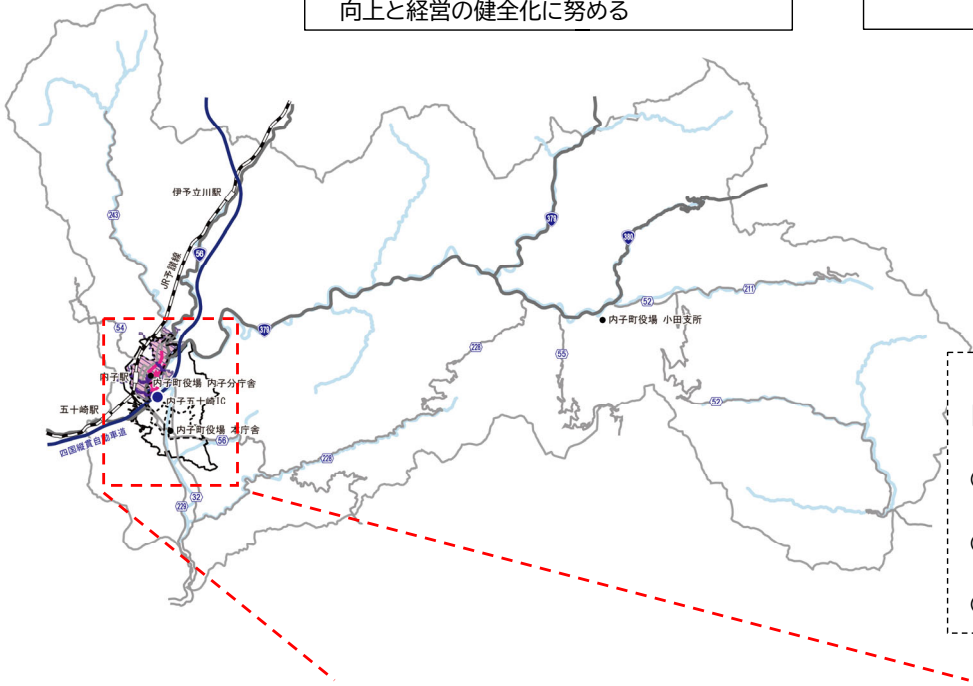 向上と経営の健全化に努める
伊予立川駅
243
JR予讃線
56
379
380
52
211
内子町役場 小田支所
54
379
228
55
内子駅
内子町役場 内子分庁舎
内子五十崎IC
52
五十崎駅
内子町役場 本庁舎
56
四国縦貫自動車道
228
32
229